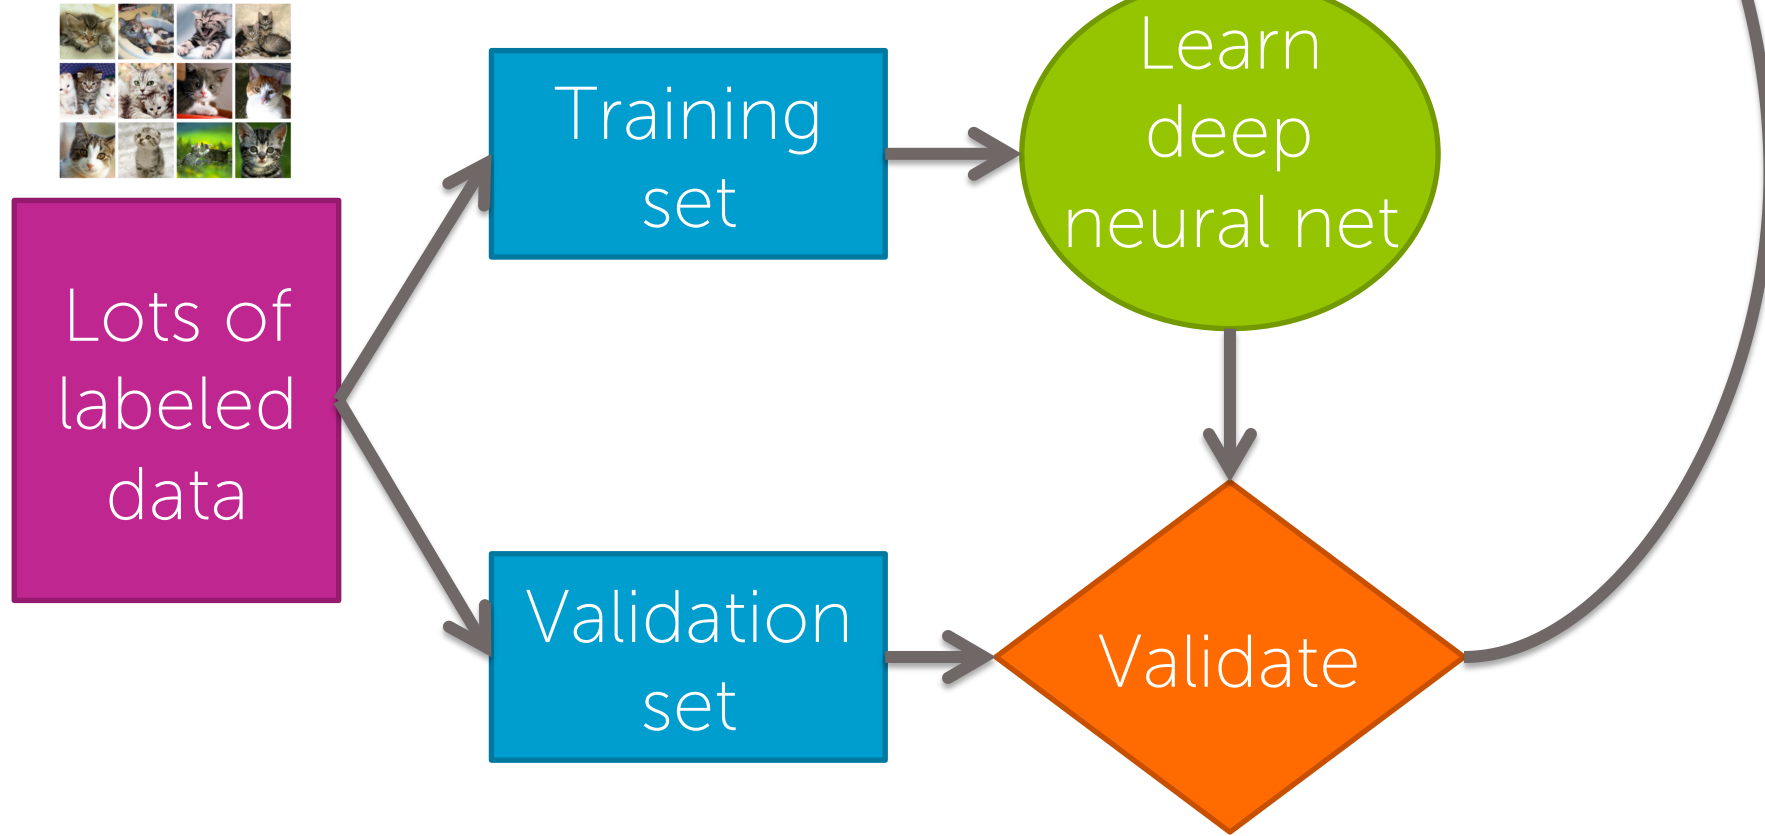 Lots of
labeled
data
Training
set
Validation
set
Learn
deep
neural net
Validate